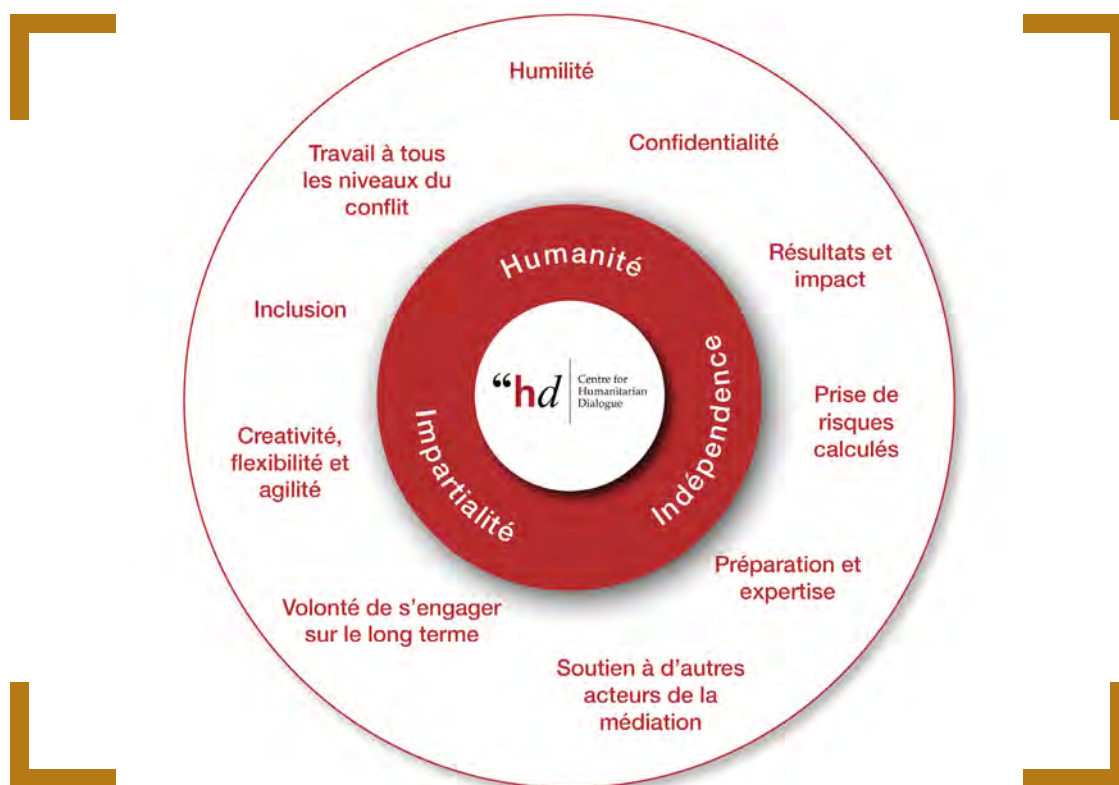 Humilité
Confidentialité
Travail à tous
les niveaux du
conflit
Humanité
Résultats et
impact
Inclusion
“hd
Centre for
Humanitarian
Dialogue
Indépendence
Impartialité
Prise de
risques
calculés
Creativité,
flexibilité et
agilité
Préparation et
expertise
Volonté de s’engager
sur le long terme
Soutien à d’autres
acteurs de la
médiation